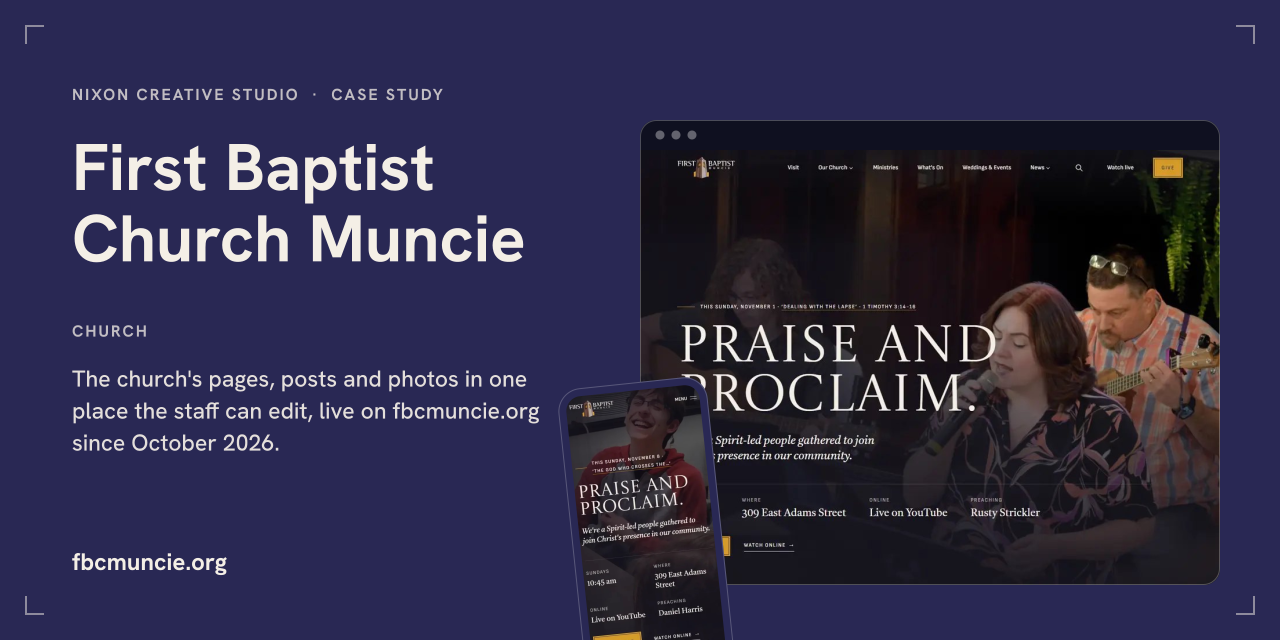 NIXON CREATIVE STUDIO · CASE STUDY
First Baptist
Church Muncie
CHURCH
The church's pages, posts and photos in one
place the staff can edit, live on fbcmuncie.org
since October 2026.
fbcmuncie.org
FIRST BAPTIST
MUNCIE
Visit Our Church Ministries What's On Weddings & Events News Watch live GIVE
THIS SUNDAY, NOVEMBER 1 · "DEALING WITH THE LAPSE" · 1 TIMOTHY 3:14–16
PRAISE AND
PROCLAIM.
Spirit-led people gathered to join
presence in our community.
WHERE ONLINE PREACHING
309 East Adams Street Live on YouTube Rusty Strickler
WATCH ONLINE →
FIRST BAPTIST
MUNCIE
MENU
THIS SUNDAY, NOVEMBER 8 ·
"THE GOD WHO CROSSES THE…"
PRAISE AND
PROCLAIM.
We're a Spirit-led people gathered to
join Christ's presence in our community.
SUNDAYS WHERE
10:45 am 309 East Adams
Street
ONLINE PREACHING
Live on YouTube Daniel Harris
WATCH ONLINE →